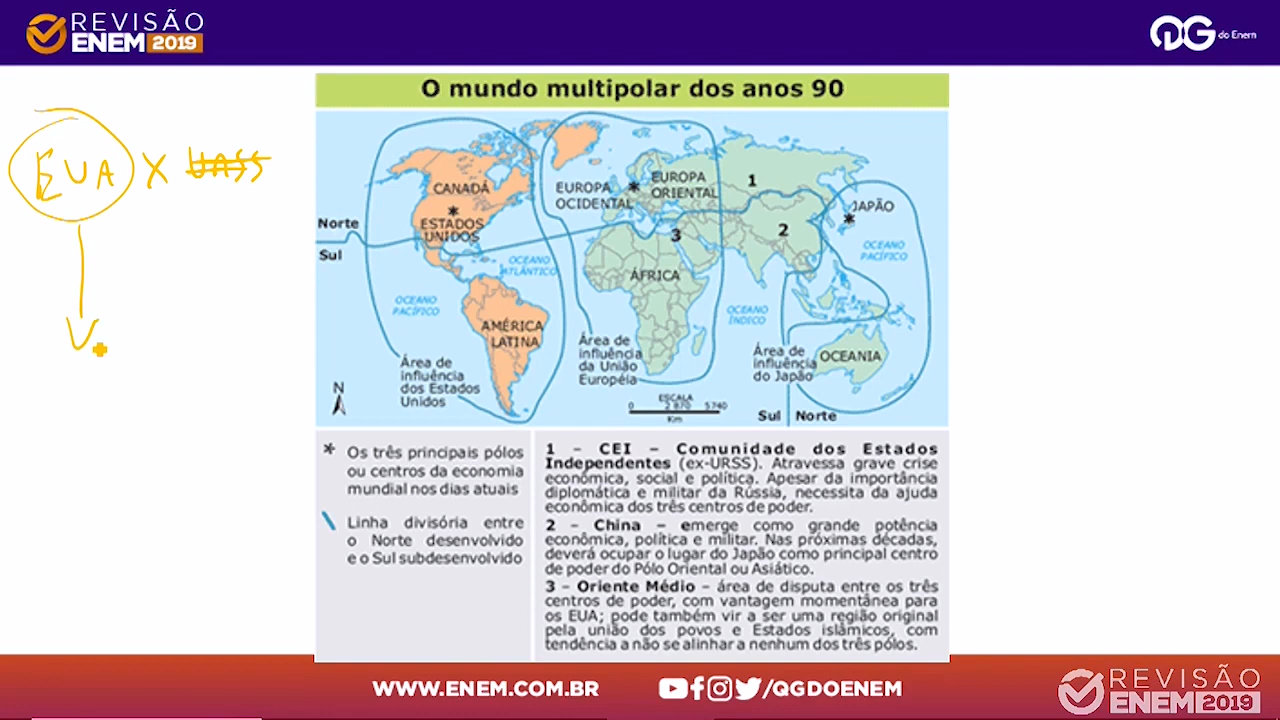 REVISÃO
ENEM 2019
QG do Enem
EUA X URSS
O mundo multipolar dos anos 90
CANADÁ
ESTADOS
UNIDOS
Norte
Sul
OCEANO
ATLÂNTICO
OCEANO
PACÍFICO
AMÉRICA
LATINA
Área de
influência
dos Estados
Unidos
N
EUROPA
OCIDENTAL
EUROPA
ORIENTAL
1
2
3
JAPÃO
OCEANO
PACÍFICO
ÁFRICA
OCEANO
ÍNDICO
Área de
influência
da União
Européia
Área de
influência
do Japão
OCEANIA
ESCALA
0 2 870 5740
Km
Sul Norte
* Os três principais pólos
ou centros da economia
mundial nos dias atuais
Linha divisória entre
o Norte desenvolvido
e o Sul subdesenvolvido
1 – CEI – Comunidade dos Estados
Independentes (ex-URSS). Atravessa grave crise
econômica, social e política. Apesar da importância
diplomática e militar da Rússia, necessita da ajuda
econômica dos três centros de poder.
2 – China – emerge como grande potência
econômica, política e militar. Nas próximas décadas,
deverá ocupar o lugar do Japão como principal centro
de poder do Pólo Oriental ou Asiático.
3 – Oriente Médio – área de disputa entre os três
centros de poder, com vantagem momentânea para
os EUA; pode também vir a ser uma região original
pela união dos povos e Estados islâmicos, com
tendência a não se alinhar a nenhum dos três pólos.
WWW.ENEM.COM.BR
/QGDOENEM
REVISÃO
ENEM 2019